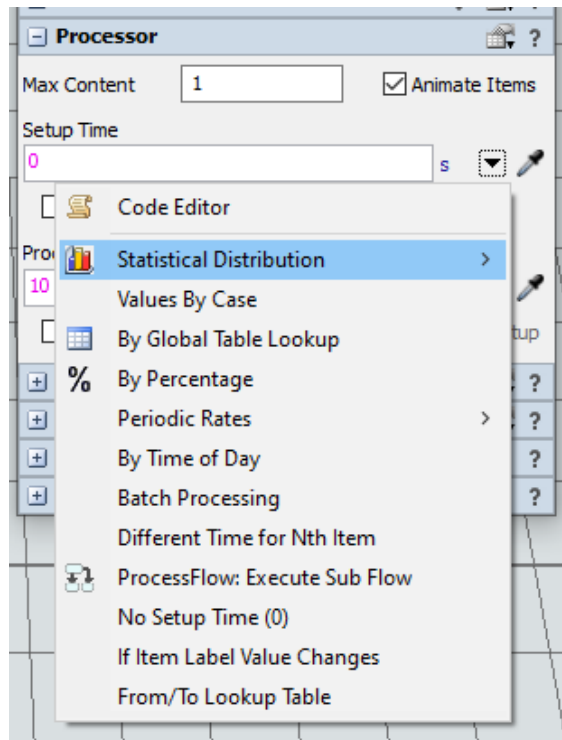 Processor ?
Max Content 1 Animate Items
Setup Time
0 s
Code Editor
Statistical Distribution >
Values By Case
10
By Global Table Lookup
% By Percentage ?
Periodic Rates > ?
By Time of Day ?
Batch Processing ?
Different Time for Nth Item
ProcessFlow: Execute Sub Flow
No Setup Time (0)
If Item Label Value Changes
From/To Lookup Table